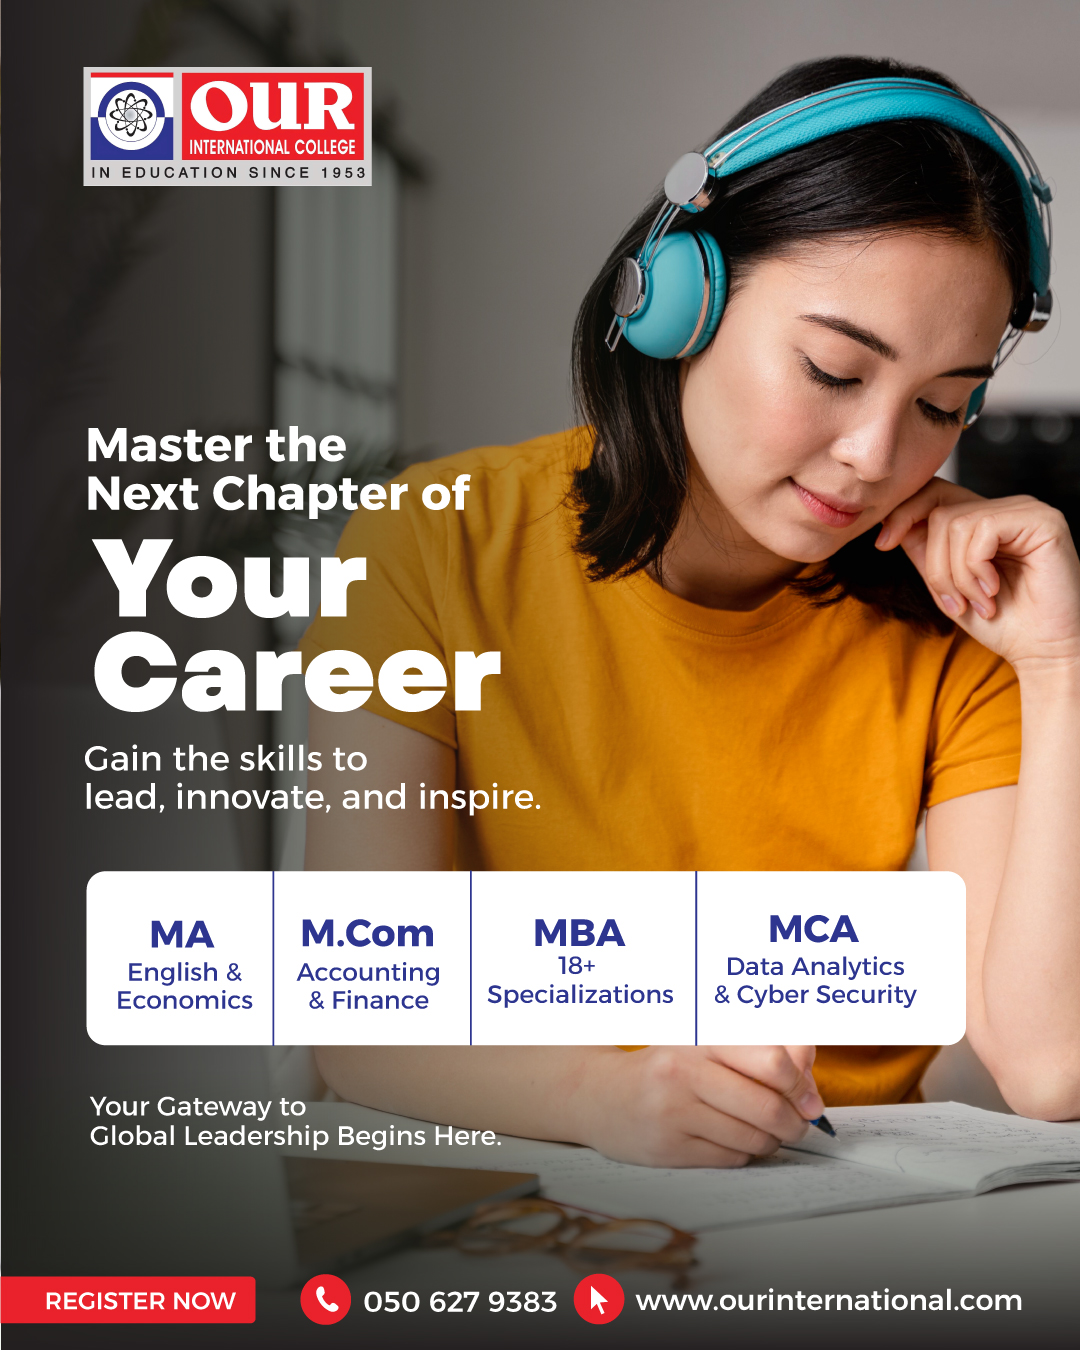 OUR
INTERNATIONAL COLLEGE
IN EDUCATION SINCE 1953
Master the
Next Chapter of
Your
Career
Gain the skills to
lead, innovate, and inspire.
MA
English &
Economics
M.Com
Accounting
& Finance
MBA
18+
Specializations
MCA
Data Analytics
& Cyber Security
Your Gateway to
Global Leadership Begins Here.
REGISTER NOW
050 627 9383
www.ourinternational.com